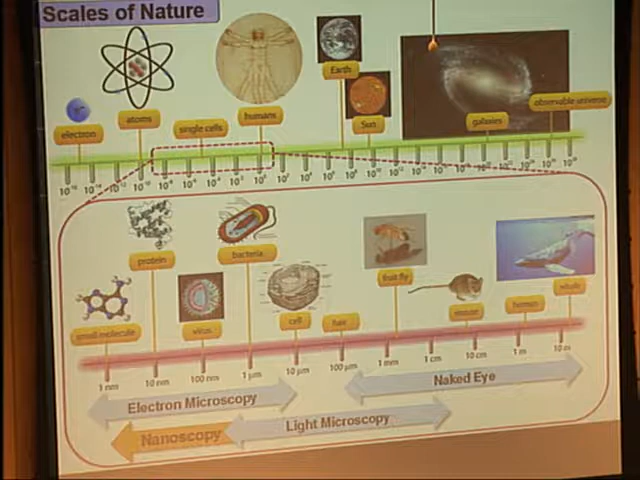 Scales of Nature
Earth
electron
atoms
single cells
humans
Sun
galaxies
observable universe
protein
bacteria
small molecule
virus
cell
hair
fruit fly
mouse
human
whale
1 nm
10 nm
100 nm
1 μm
10 μm
100 μm
1 mm
1 cm
10 cm
1 m
10 m
Electron Microscopy
Naked Eye
Nanoscopy
Light Microscopy